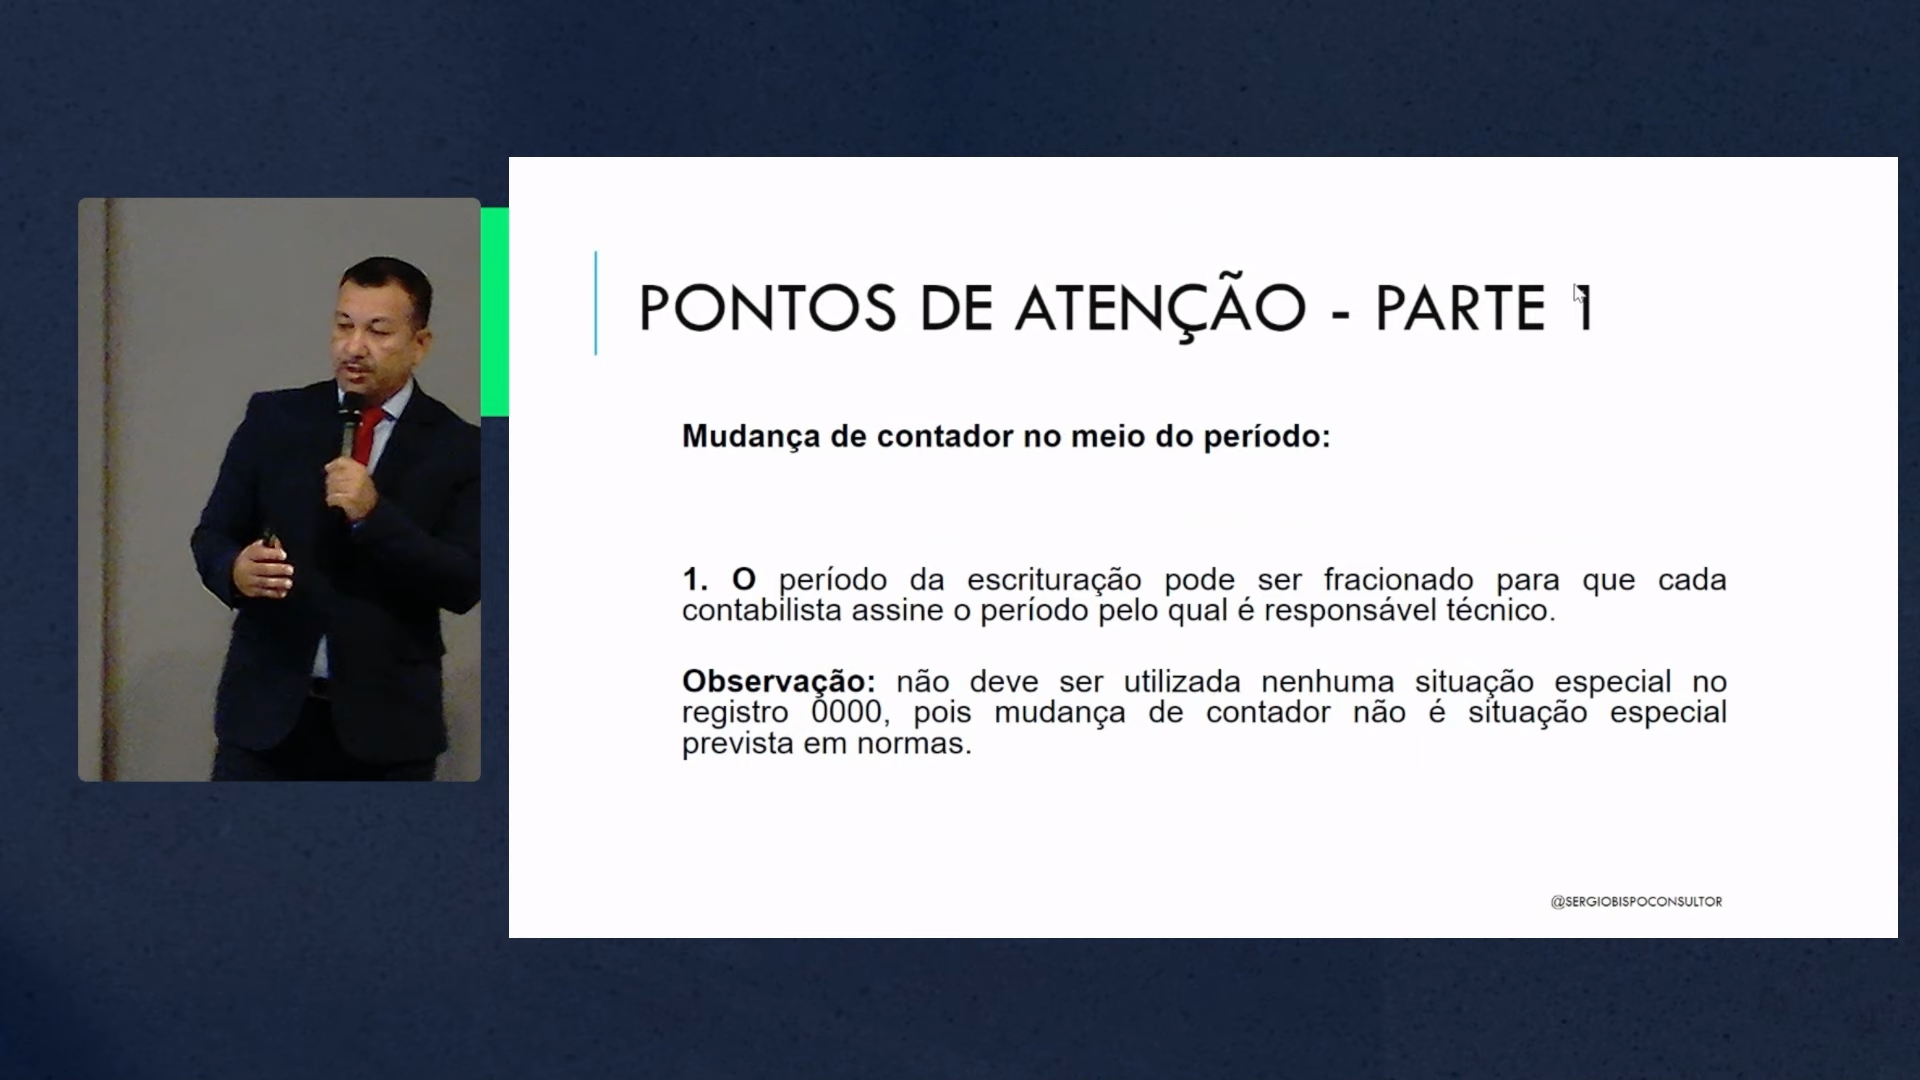 PONTOS DE ATENÇÃO - PARTE 1
Mudança de contador no meio do período:
1. O período da escrituração pode ser fracionado para que cada
contabilista assine o período pelo qual é responsável técnico.
Observação: não deve ser utilizada nenhuma situação especial no
registro 0000, pois mudança de contador não é situação especial
prevista em normas.
@SERGIOBISPOCONSULTOR